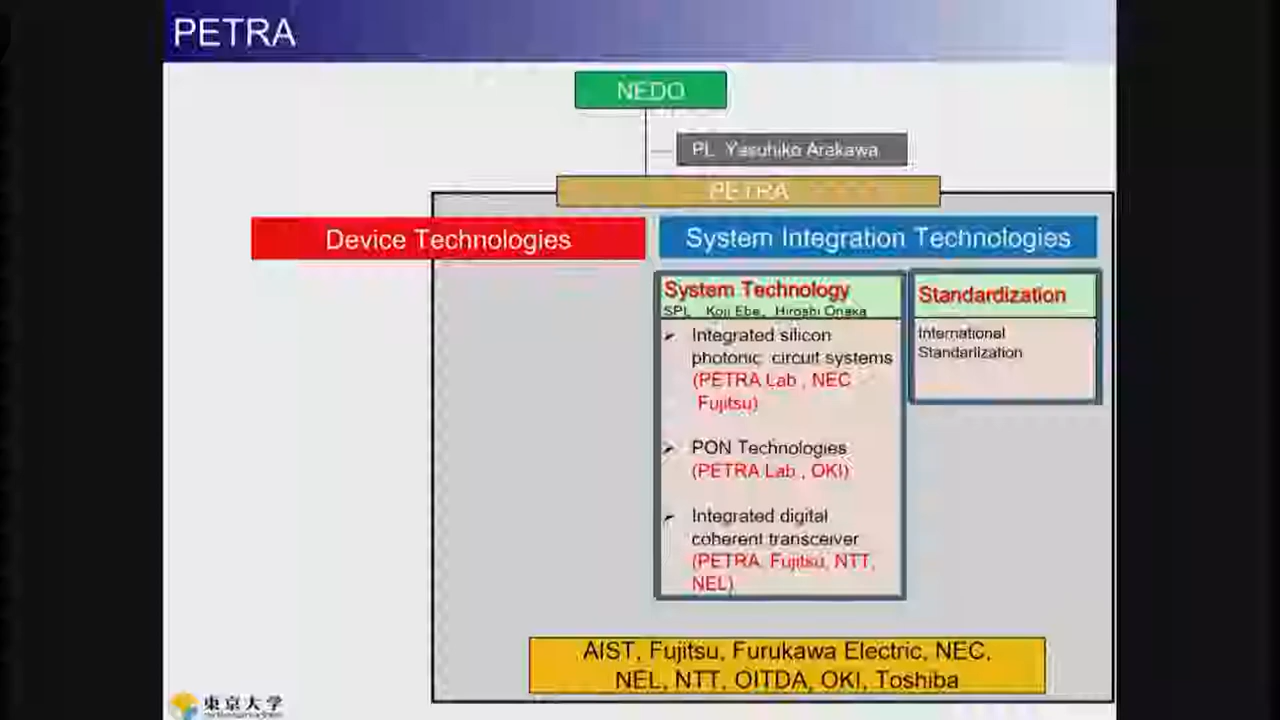 PETRA
NEDO
PL Yasuhiko Arakawa
PETRA
Device Technologies
System Integration Technologies
System Technology
SPL Koji Ebe, Hiroshi Onaka
Integrated silicon
photonic circuit systems
(PETRA Lab , NEC
Fujitsu)
PON Technologies
(PETRA Lab , OKI)
Integrated digital
coherent transceiver
(PETRA, Fujitsu, NTT,
NEL)
Standardization
International
Standarlization
AIST, Fujitsu, Furukawa Electric, NEC,
NEL, NTT, OITDA, OKI, Toshiba
東京大学